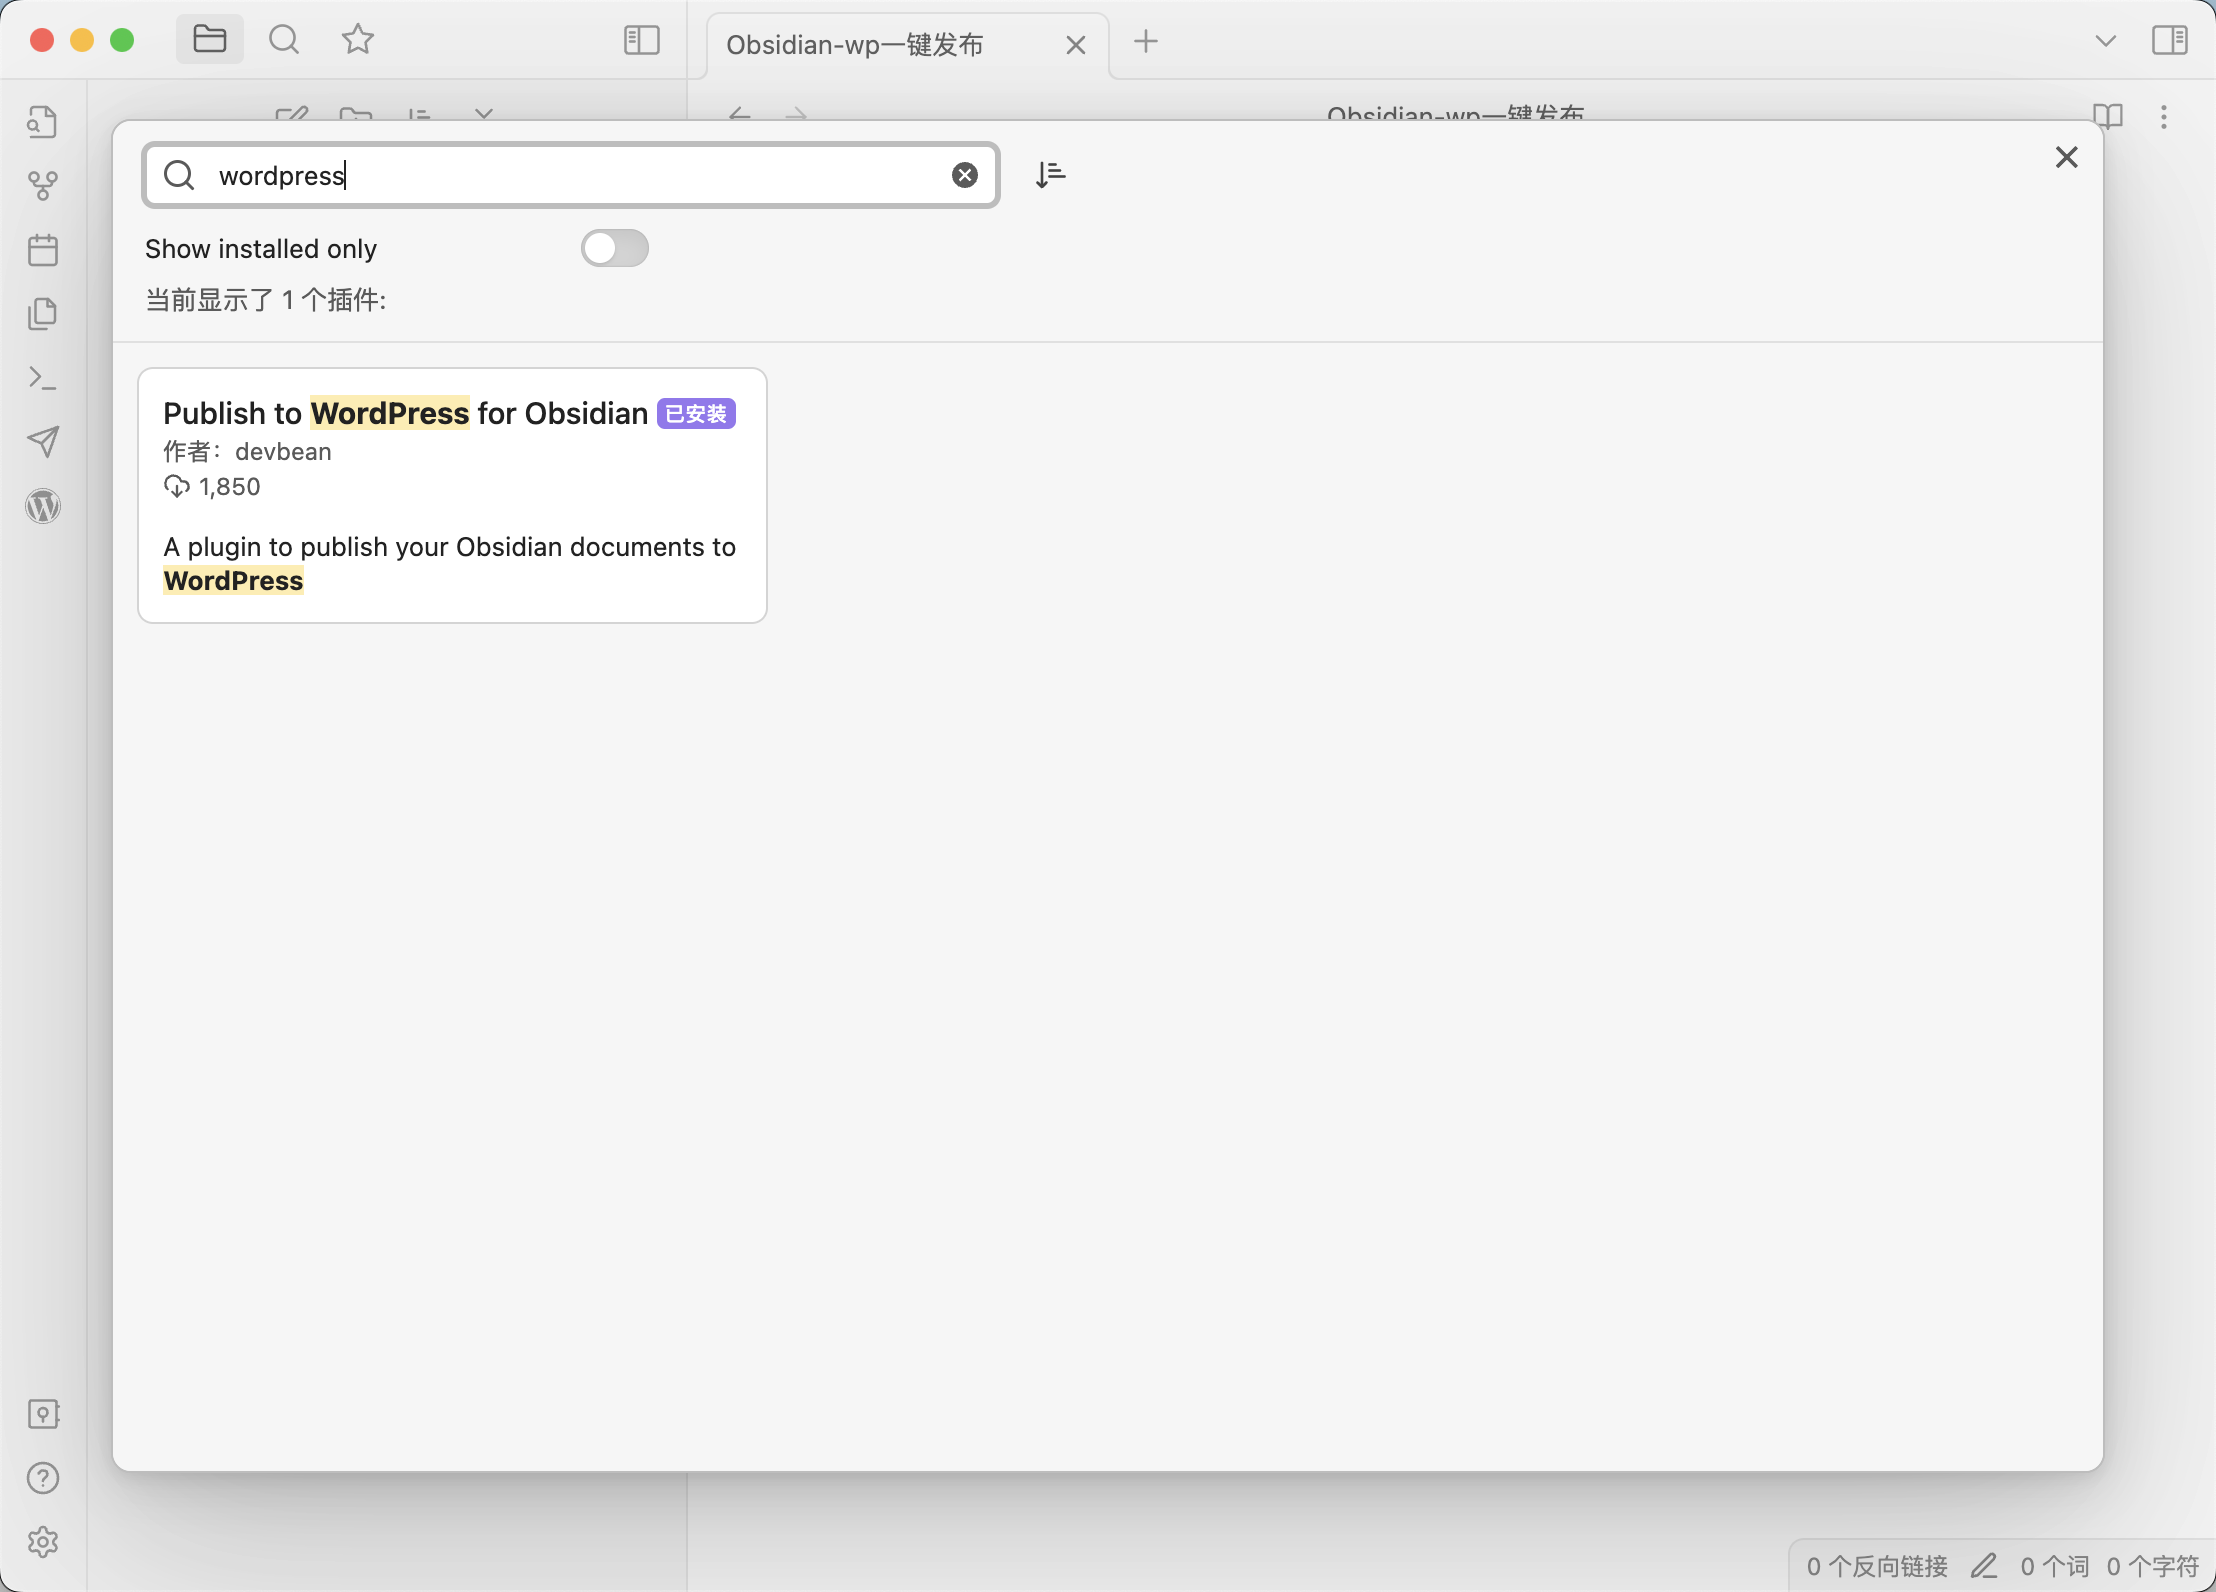 Obsidian-wp一键发布
Obsidian-wp一键发布
wordpress
Show installed only
当前显示了 1 个插件:
Publish to WordPress for Obsidian 已安装
作者：devbean
1,850
A plugin to publish your Obsidian documents to
WordPress
0 个反向链接 0 个词 0 个字符